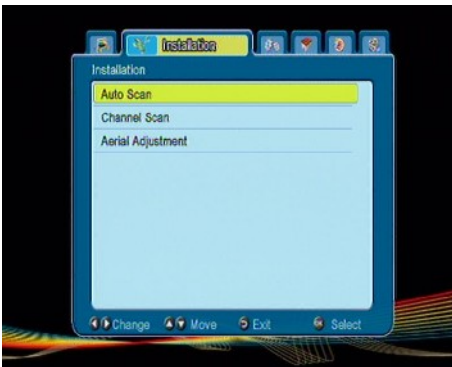 Installation
Installation
Auto Scan
Channel Scan
Aerial Adjustment
Change Move Exit Select